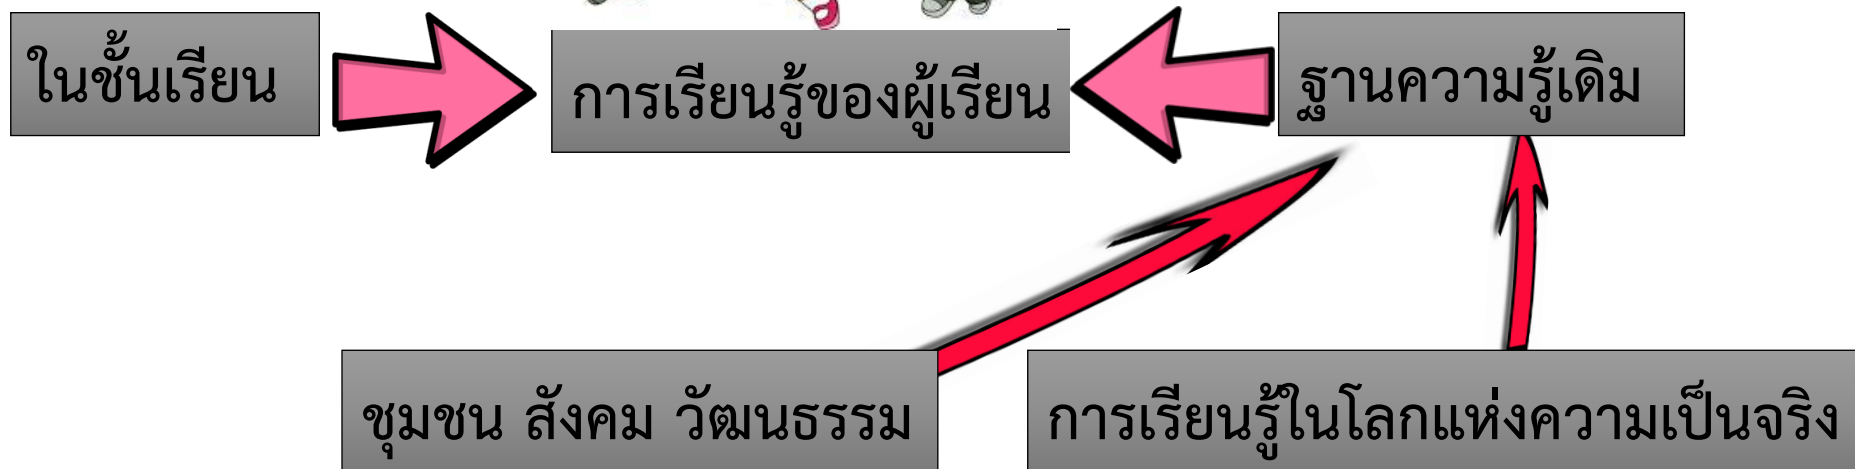 ในชั้นเรียน
การเรียนรู้ของผู้เรียน
ฐานความรู้เดิม
ชุมชน สังคม วัฒนธรรม
การเรียนรู้ในโลกแห่งความเป็นจริง